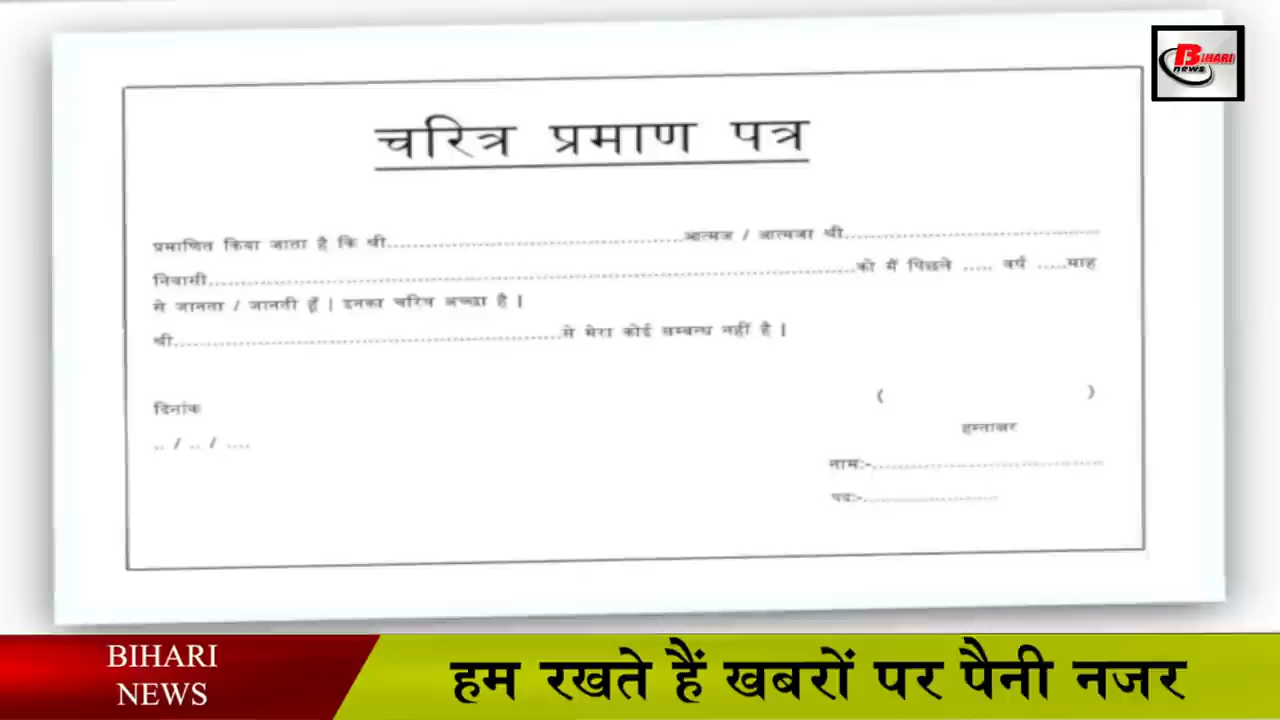 BIHARI
news
चरित्र प्रमाण पत्र
प्रमाणित किया जाता है कि श्री.......................................................आत्मज / आत्मजा श्री...............................................
निवासी.......................................................................................................................को मैं पिछले ..... वर्ष .....माह
से जानता / जानती हूँ | इनका चरित्र अच्छा है |
श्री.......................................................................से मेरा कोई सम्बन्ध नहीं है |
दिनांक
.. / .. / ....
( )
हस्ताक्षर
नाम:-...........................................
पद:-.........................
BIHARI
NEWS
हम रखते हैं खबरों पर पैनी नजर